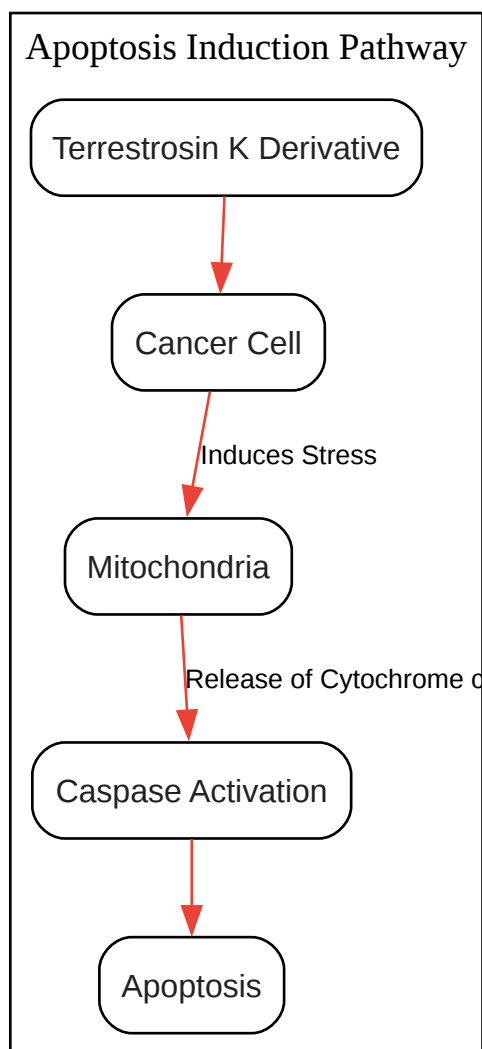 Apoptosis Induction Pathway
Terrestrosin K Derivative
Cancer Cell
Induces Stress
Mitochondria
Release of Cytochrome c
Caspase Activation
Apoptosis